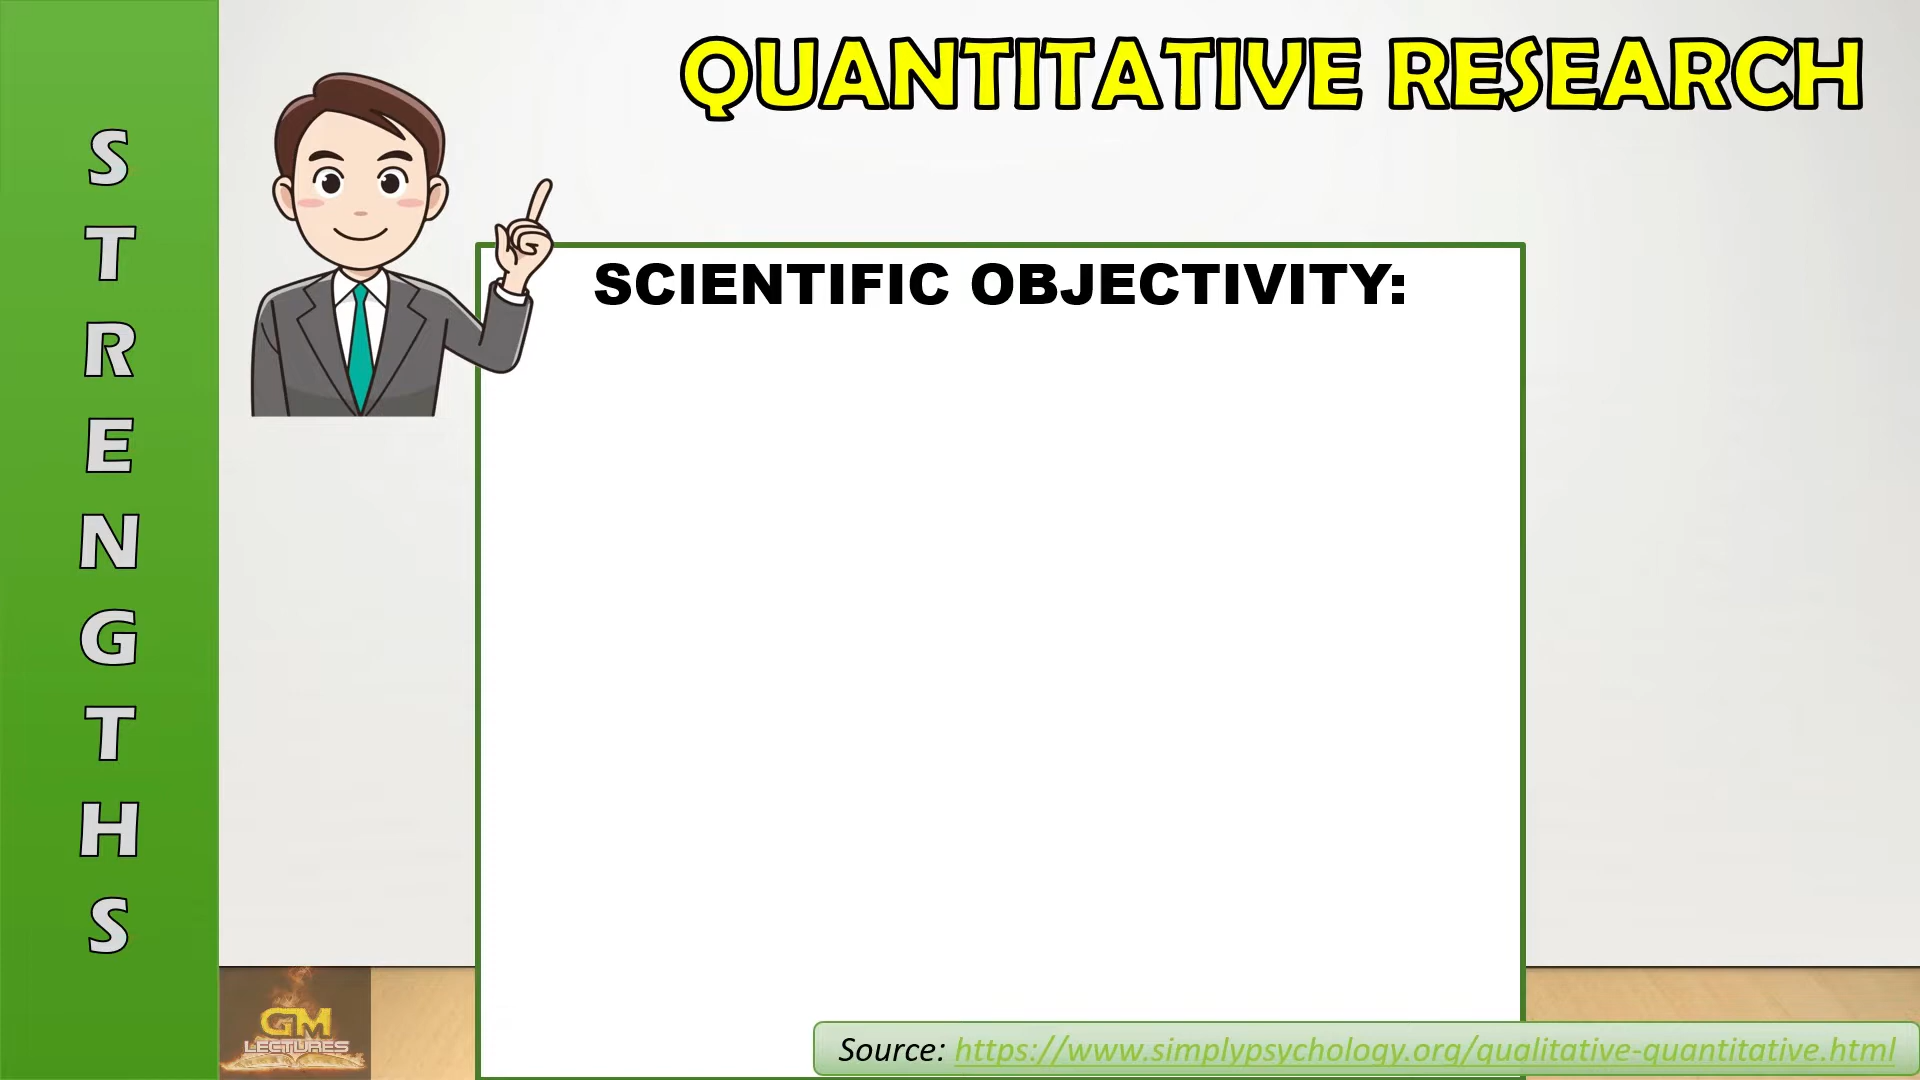 QUANTITATIVE RESEARCH
STRENGTHS
SCIENTIFIC OBJECTIVITY:
GM
LECTURES
Source: https://www.simplypsychology.org/qualitative-quantitative.html